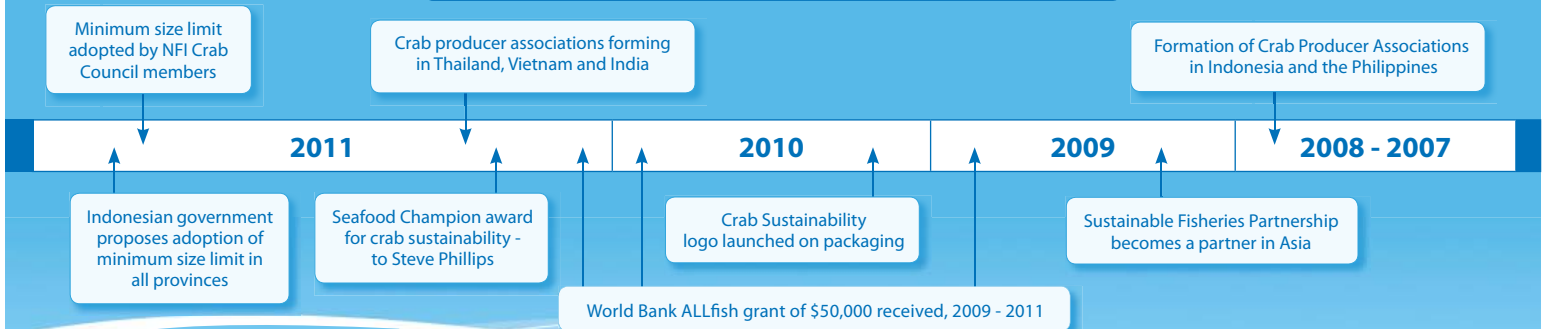 Minimum size limit
adopted by NFI Crab
Council members
Crab producer associations forming
in Thailand, Vietnam and India
Formation of Crab Producer Associations
in Indonesia and the Philippines
2011
2010
2009
2008 - 2007
Indonesian government
proposes adoption of
minimum size limit in
all provinces
Seafood Champion award
for crab sustainability -
to Steve Phillips
Crab Sustainability
logo launched on packaging
Sustainable Fisheries Partnership
becomes a partner in Asia
World Bank ALLfish grant of $50,000 received, 2009 - 2011